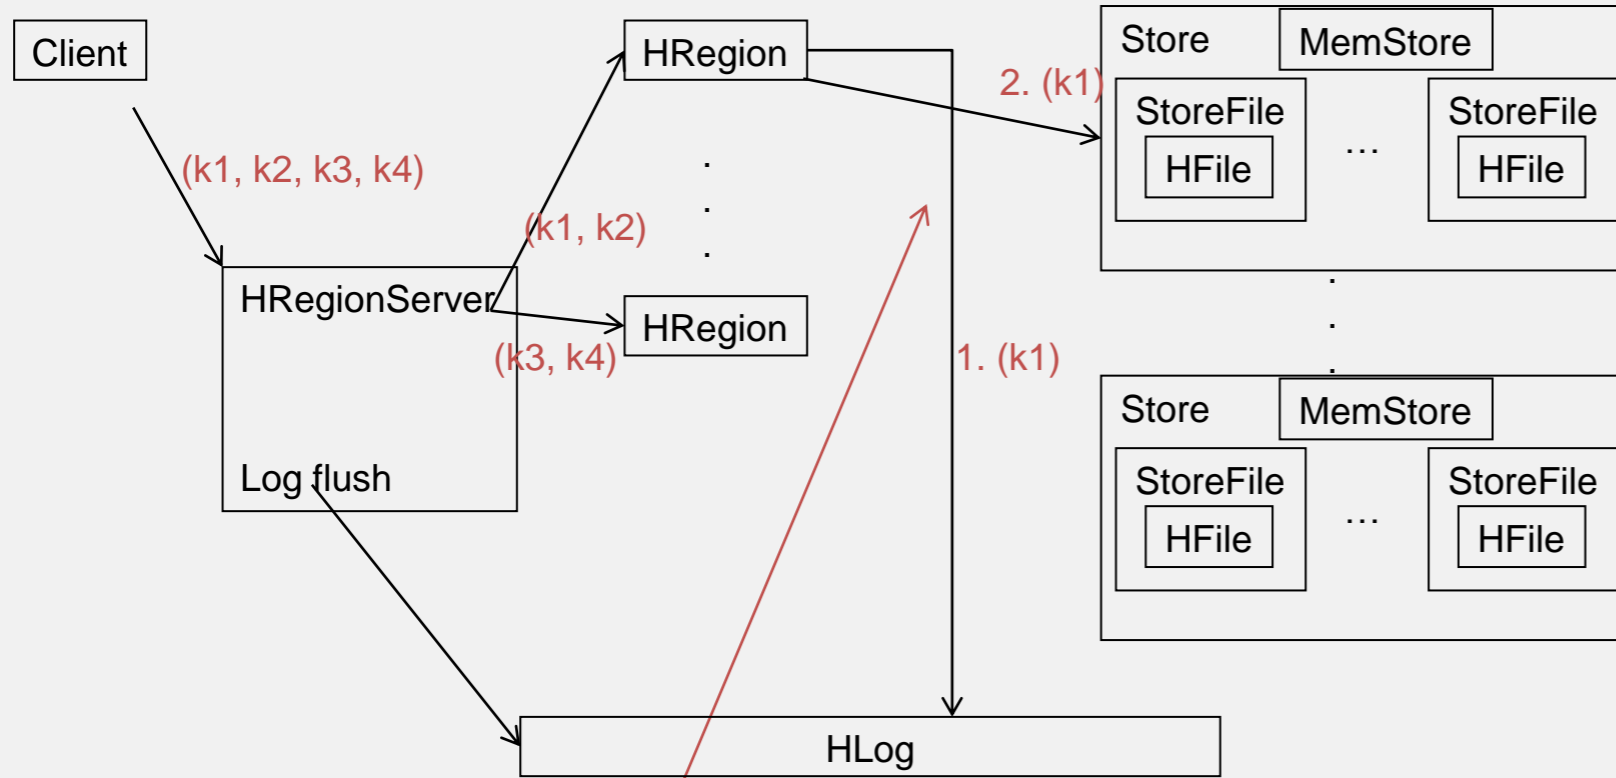 Client
(k1, k2, k3, k4)
HRegionServer
Log flush
HRegion
.
.
.
(k1, k2)
HRegion
(k3, k4)
2. (k1)
1. (k1)
Store
MemStore
StoreFile
HFile
...
StoreFile
HFile
.
.
.
Store
MemStore
StoreFile
HFile
...
StoreFile
HFile
HLog